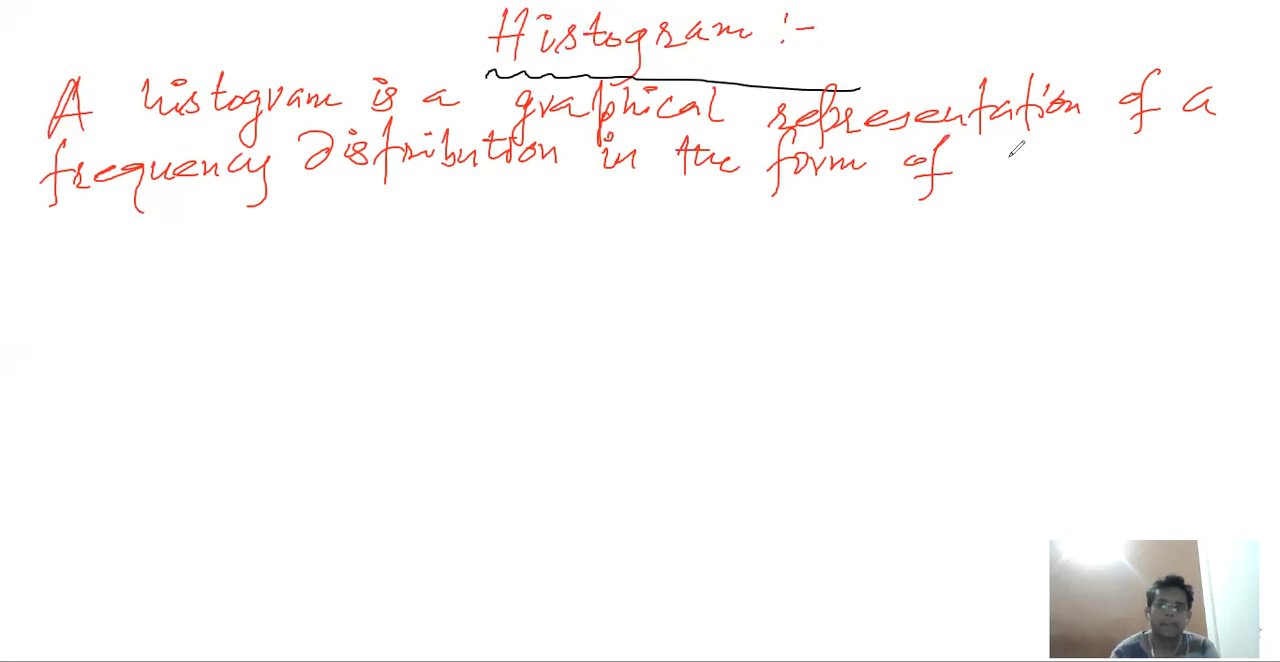 Histogram :-
A histogram is a graphical representation of a
frequency Distribution in the form of